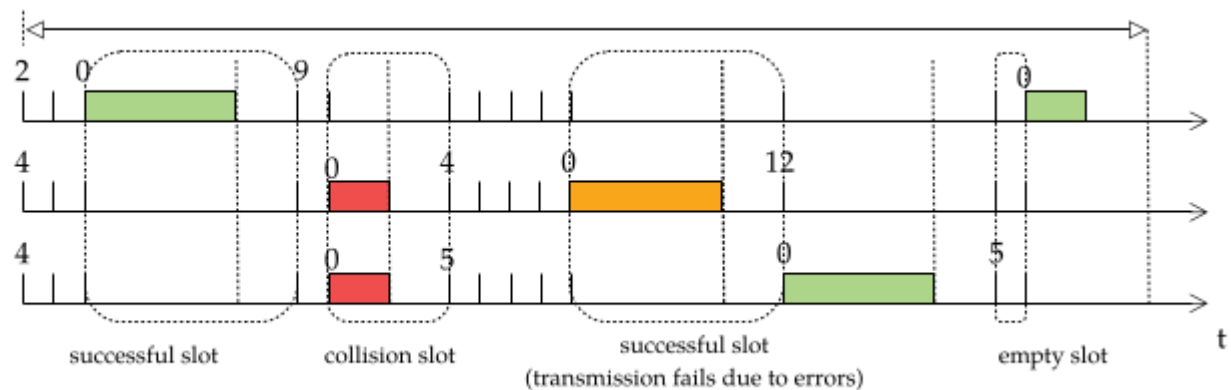 2 0 9 0
4 0 4 0 12
4 0 5 0 5
t
successful slot collision slot successful slot empty slot
(transmission fails due to errors)